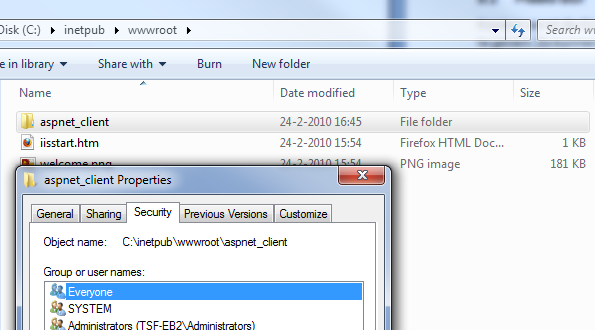 Disk (C:) ▸ inetpub ▸ wwwroot ▸ Search ww
e in library Share with Burn New folder
Name Date modified Type Size
aspnet_client 24-2-2010 16:45 File folder
iisstart.htm 24-2-2010 15:54 Firefox HTML Doc... 1 KB
welcome.png 24-2-2010 15:54 PNG image 181 KB
aspnet_client Properties
General Sharing Security Previous Versions Customize
Object name: C:\inetpub\wwwroot\aspnet_client
Group or user names:
Everyone
SYSTEM
Administrators (TSF-EB2\Administrators)